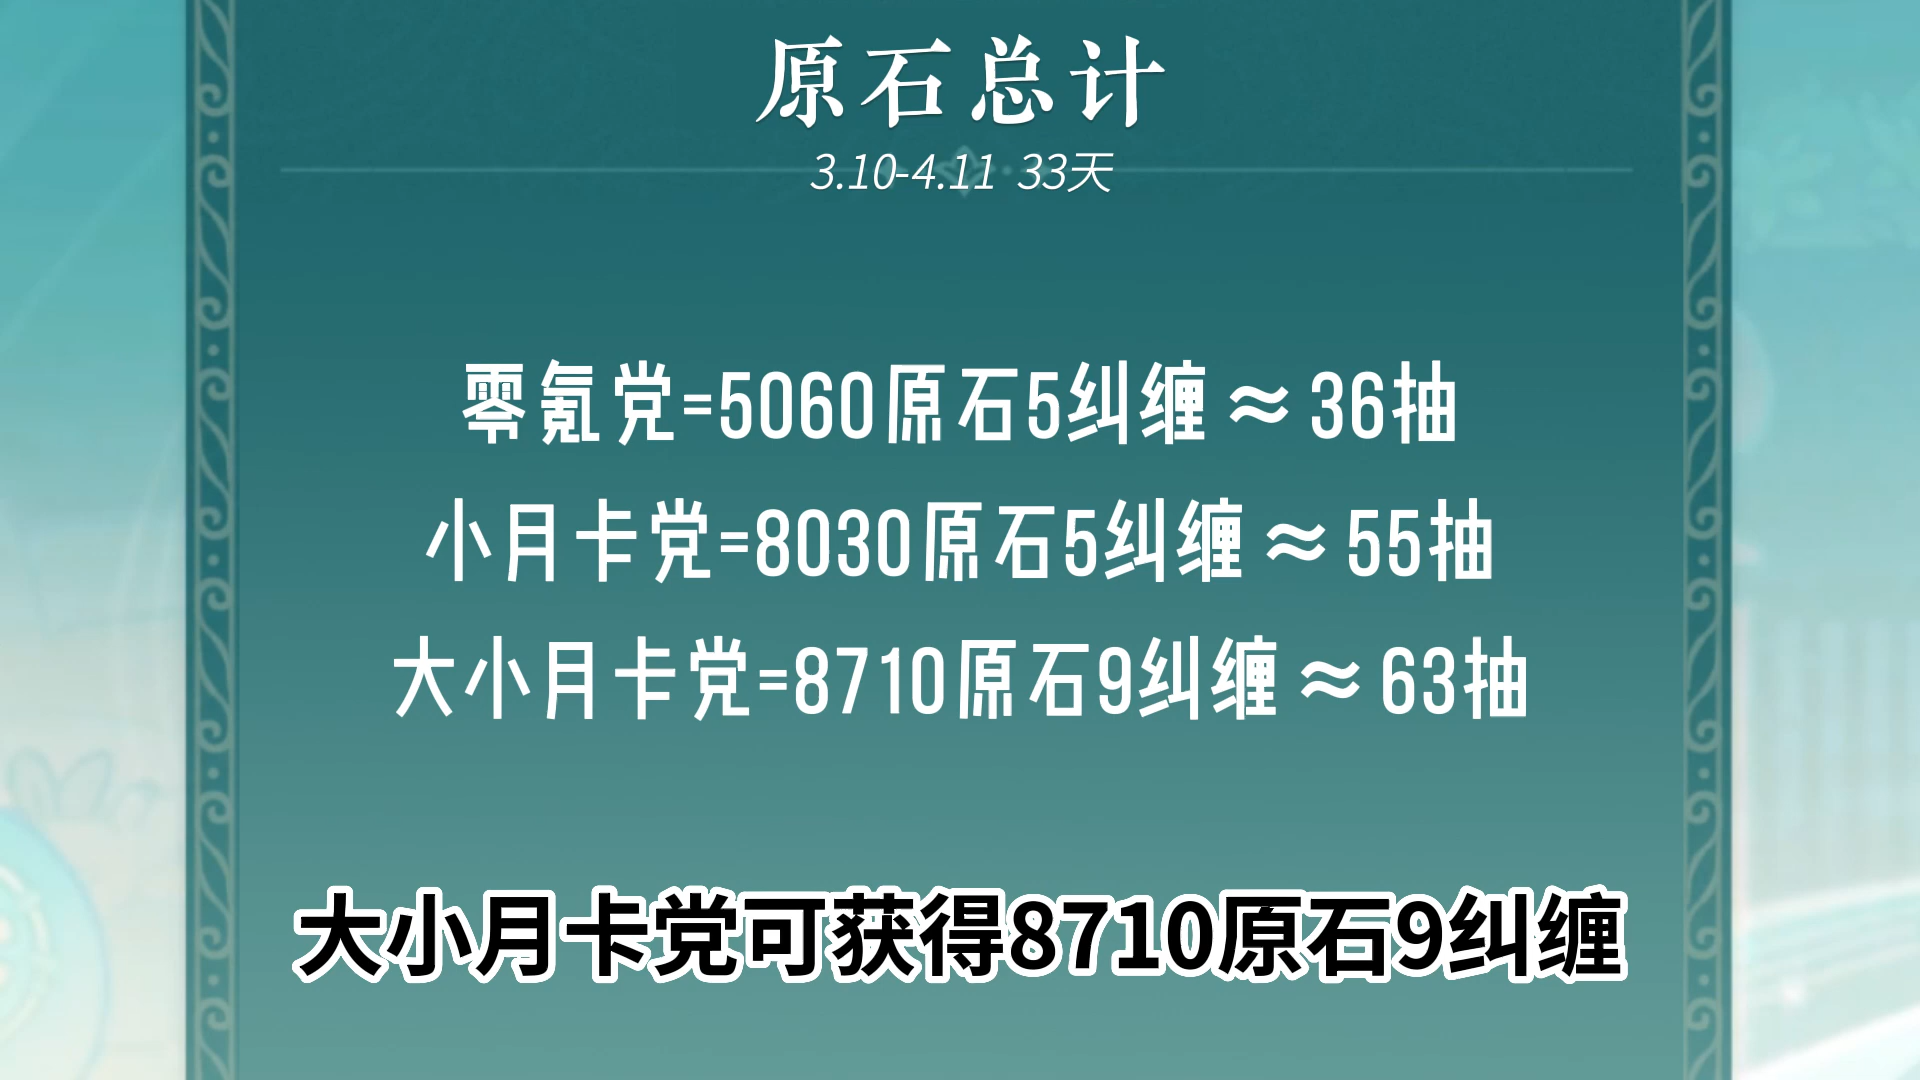 原石总计
3.10-4.11 33天
零氪党=5060原石5纠缠≈36抽
小月卡党=8030原石5纠缠≈55抽
大小月卡党=8710原石9纠缠≈63抽
大小月卡党可获得8710原石9纠缠